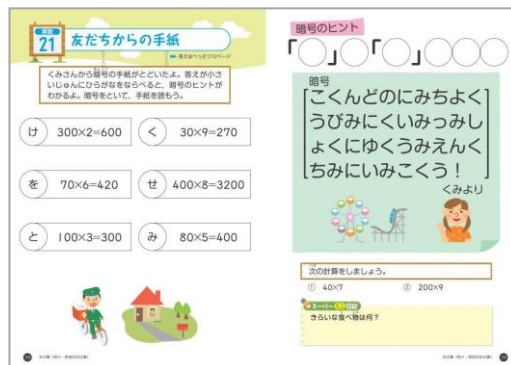 21
友だちからの手紙
くみさんから暗号の手紙がとどいたよ。答えが小さ
いじゅんにひらがなをならべると、暗号のヒントが
わかるよ。暗号をといて、手紙を読もう。
け 300×2=600
く 30×9=270
を 70×6=420
せ 400×8=3200
と 100×3=300
み 80×5=400
暗号のヒント
「○」○「○」○○○
暗号
こくんどのにみちよく
うびみにくいみっみし
ょくにゆくうみえんく
ちみにいみこくう!
くみより
次の計算をしましょう。
① 40×7
② 200×9
きらいな食べ物は何?